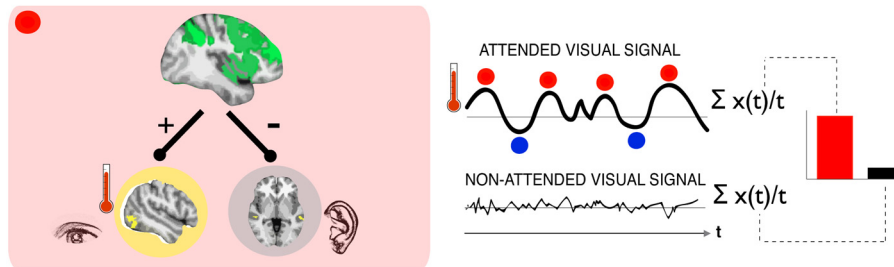 +
-
ATTENDED VISUAL SIGNAL
Σ x(t)/t
NON-ATTENDED VISUAL SIGNAL
Σ x(t)/t
t